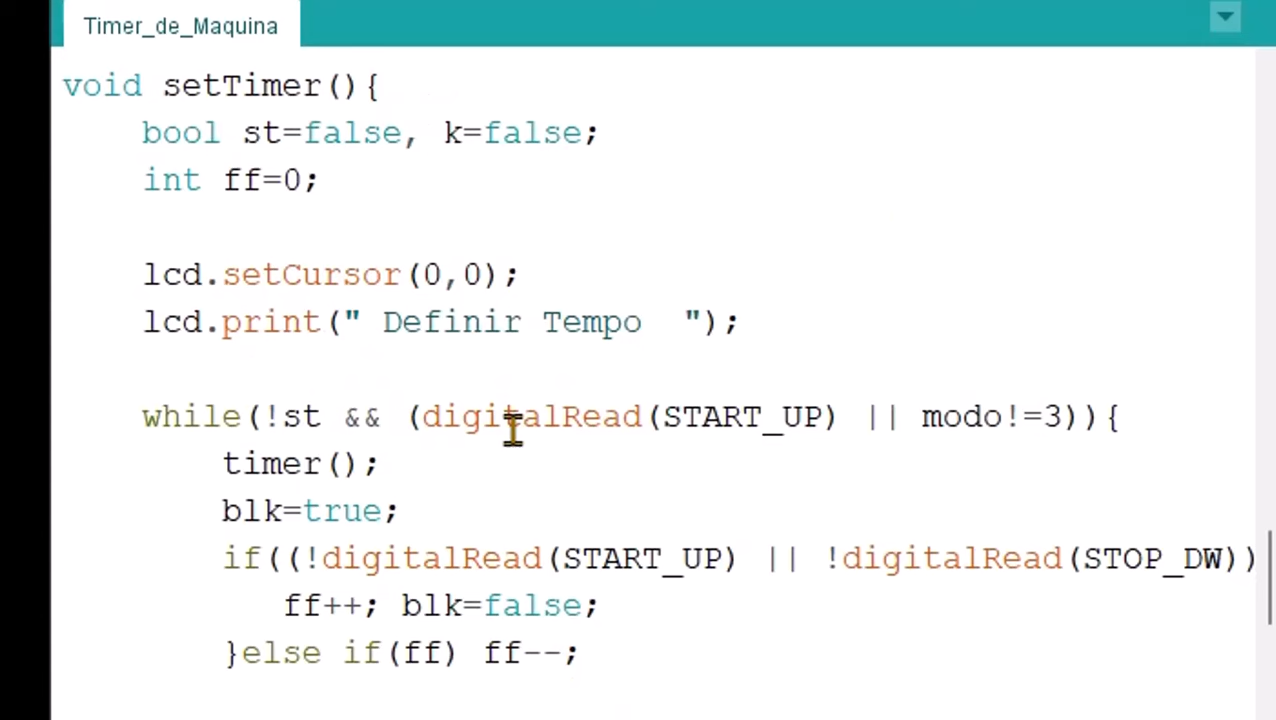 Timer_de_Maquina
void setTimer(){
bool st=false, k=false;
int ff=0;
lcd.setCursor(0,0);
lcd.print(" Definir Tempo  ");
while(!st && (digitalRead(START_UP) || modo!=3)){
timer();
blk=true;
if((!digitalRead(START_UP) || !digitalRead(STOP_DW))
ff++; blk=false;
}else if(ff) ff--;